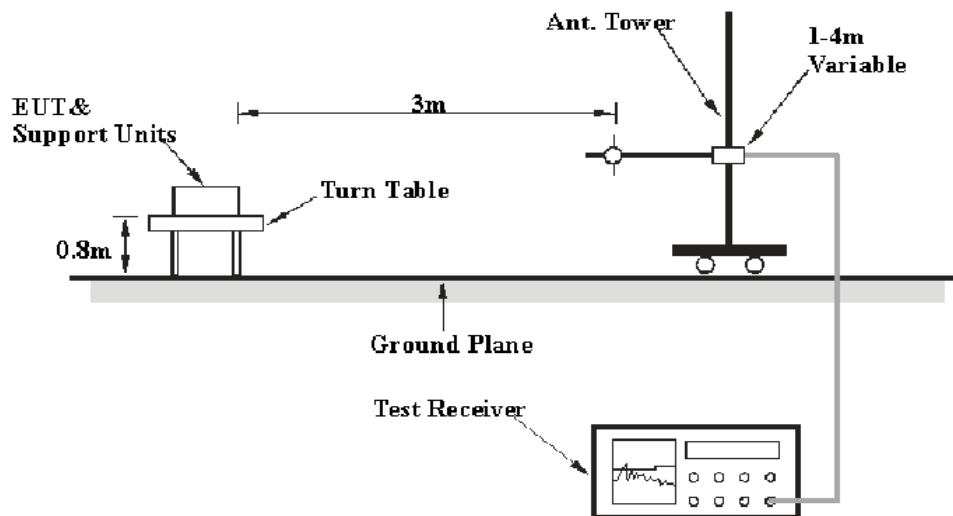 Ant. Tower
1-4m
Variable
3m
EUT&
Support Units
Turn Table
0.8m
Ground Plane
Test Receiver